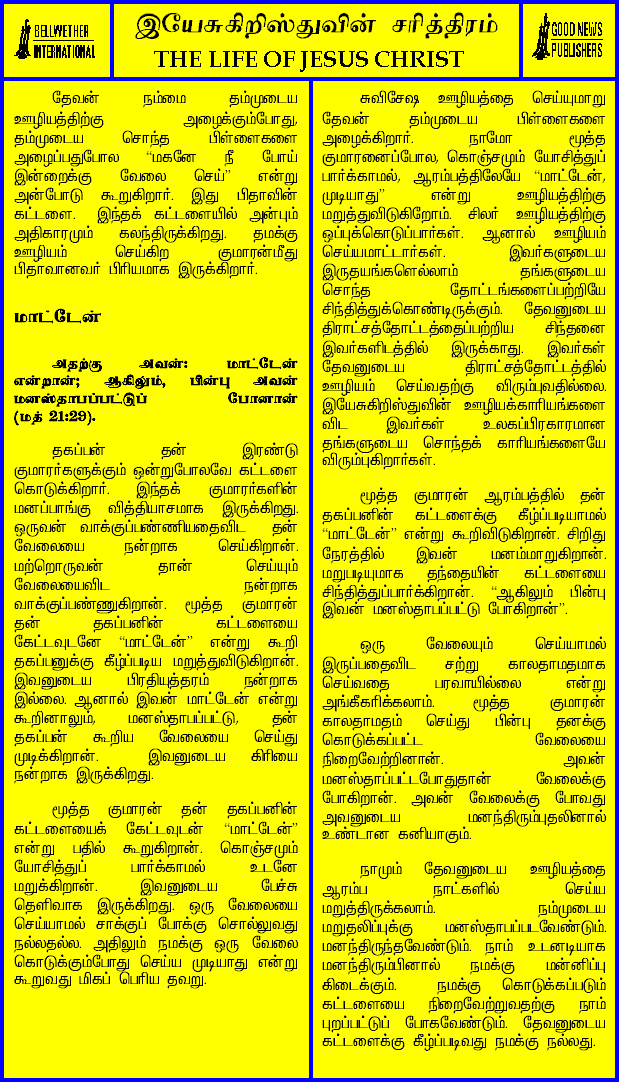 BELLWETHER
INTERNATIONAL
இயேசுகிறிஸ்துவின் சரித்திரம்
THE LIFE OF JESUS CHRIST
GOOD NEWS
PUBLISHERS
தேவன் நம்மை தம்முடைய
ஊழியத்திற்கு அழைக்கும்போது,
தம்முடைய சொந்த பிள்ளைகளை
அழைப்பதுபோல “மகனே நீ போய்
இன்றைக்கு வேலை செய்” என்று
அன்போடு கூறுகிறார். இது பிதாவின்
கட்டளை. இந்தக் கட்டளையில் அன்பும்
அதிகாரமும் கலந்திருக்கிறது. தமக்கு
ஊழியம் செய்கிற குமாரன்மீது
பிதாவானவர் பிரியமாக இருக்கிறார்.
மாட்டேன்
அதற்கு அவன்: மாட்டேன்
என்றான்; ஆகிலும், பின்பு அவன்
மனஸ்தாபப்பட்டுப் போனான்
(மத் 21:29).
தகப்பன் தன் இரண்டு
குமாரர்களுக்கும் ஒன்றுபோலவே கட்டளை
கொடுக்கிறார். இந்தக் குமாரர்களின்
மனப்பாங்கு வித்தியாசமாக இருக்கிறது.
ஒருவன் வாக்குப்பண்ணியதைவிட தன்
வேலையை நன்றாக செய்கிறான்.
மற்றொருவன் தான் செய்யும்
வேலையைவிட நன்றாக
வாக்குப்பண்ணுகிறான். மூத்த குமாரன்
தன் தகப்பனின் கட்டளையை
கேட்டவுடனே “மாட்டேன்” என்று கூறி
தகப்பனுக்கு கீழ்ப்படிய மறுத்துவிடுகிறான்.
இவனுடைய பிரதியுத்தரம் நன்றாக
இல்லை. ஆனால் இவன் மாட்டேன் என்று
கூறினாலும், மனஸ்தாபப்பட்டு, தன்
தகப்பன் கூறிய வேலையை செய்து
முடிக்கிறான். இவனுடைய கிரியை
நன்றாக இருக்கிறது.
மூத்த குமாரன் தன் தகப்பனின்
கட்டளையைக் கேட்டவுடன் “மாட்டேன்”
என்று பதில் கூறுகிறான். கொஞ்சமும்
யோசித்துப் பார்க்காமல் உடனே
மறுக்கிறான். இவனுடைய பேச்சு
தெளிவாக இருக்கிறது. ஒரு வேலையை
செய்யாமல் சாக்குப் போக்கு சொல்லுவது
நல்லதல்ல. அதிலும் நமக்கு ஒரு வேலை
கொடுக்கும்போது செய்ய முடியாது என்று
கூறுவது மிகப் பெரிய தவறு.
சுவிசேஷ ஊழியத்தை செய்யுமாறு
தேவன் தம்முடைய பிள்ளைகளை
அழைக்கிறார். நாமோ மூத்த
குமாரனைப்போல, கொஞ்சமும் யோசித்துப்
பார்க்காமல், ஆரம்பத்திலேயே “மாட்டேன்,
முடியாது” என்று ஊழியத்திற்கு
மறுத்துவிடுகிறோம். சிலர் ஊழியத்திற்கு
ஒப்புக்கொடுப்பார்கள். ஆனால் ஊழியம்
செய்யமாட்டார்கள். இவர்களுடைய
இருதயங்களெல்லாம் தங்களுடைய
சொந்த தோட்டங்களைப்பற்றியே
சிந்தித்துக்கொண்டிருக்கும். தேவனுடைய
திராட்சத்தோட்டத்தைப்பற்றிய சிந்தனை
இவர்களிடத்தில் இருக்காது. இவர்கள்
தேவனுடைய திராட்சத்தோட்டத்தில்
ஊழியம் செய்வதற்கு விரும்புவதில்லை.
இயேசுகிறிஸ்துவின் ஊழியக்காரியங்களை
விட இவர்கள் உலகப்பிரகாரமான
தங்களுடைய சொந்தக் காரியங்களையே
விரும்புகிறார்கள்.
மூத்த குமாரன் ஆரம்பத்தில் தன்
தகப்பனின் கட்டளைக்கு கீழ்ப்படியாமல்
“மாட்டேன்” என்று கூறிவிடுகிறான். சிறிது
நேரத்தில் இவன் மனம்மாறுகிறான்.
மறுபடியுமாக தந்தையின் கட்டளையை
சிந்தித்துப்பார்க்கிறான். “ஆகிலும் பின்பு
இவன் மனஸ்தாபப்பட்டு போகிறான்”.
ஒரு வேலையும் செய்யாமல்
இருப்பதைவிட சற்று காலதாமதமாக
செய்வதை பரவாயில்லை என்று
அங்கீகரிக்கலாம். மூத்த குமாரன்
காலதாமதம் செய்து பின்பு தனக்கு
கொடுக்கப்பட்ட வேலையை
நிறைவேற்றினான். அவன்
மனஸ்தாபப்பட்டபோதுதான் வேலைக்கு
போகிறான். அவன் வேலைக்கு போவது
அவனுடைய மனந்திரும்புதலினால்
உண்டான கனியாகும்.
நாமும் தேவனுடைய ஊழியத்தை
ஆரம்ப நாட்களில் செய்ய
மறுத்திருக்கலாம். நம்முடைய
மறுதலிப்புக்கு மனஸ்தாபப்படவேண்டும்.
மனந்திருந்தவேண்டும். நாம் உடனடியாக
மனந்திரும்பினால் நமக்கு மன்னிப்பு
கிடைக்கும். நமக்கு கொடுக்கப்படும்
கட்டளையை நிறைவேற்றுவதற்கு நாம்
புறப்பட்டுப் போகவேண்டும். தேவனுடைய
கட்டளைக்கு கீழ்ப்படிவது நமக்கு நல்லது.